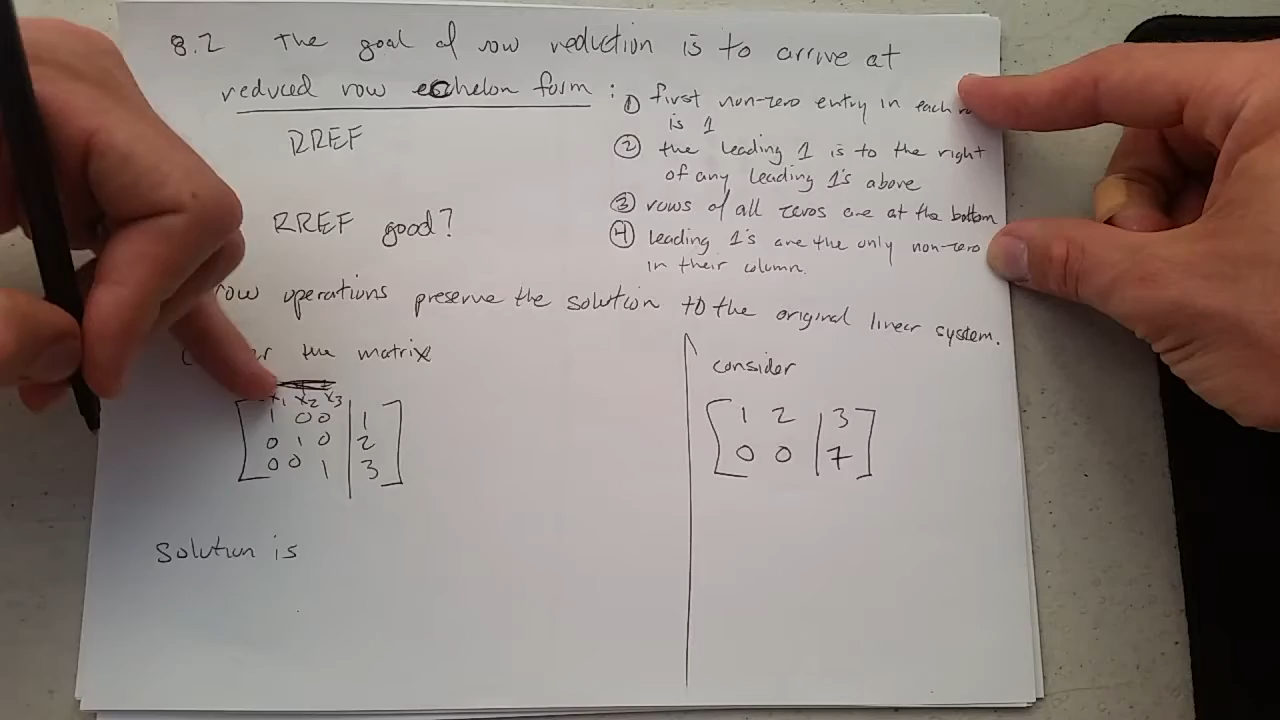 8.2 The goal of row reduction is to arrive at
reduced row echelon form :
RREF
① first non-zero entry in each
is 1
② the leading 1 is to the right
of any leading 1's above
③ rows of all zeros are at the bottom
④ leading 1's are the only non-zero
in their column.
RREF good?
row operations preserve the solution to the original linear system.
the matrix
x1 x2 x3
1 0 0 | 1
0 1 0 | 2
0 0 1 | 3
Solution is
consider
1 2 | 3
0 0 | 7